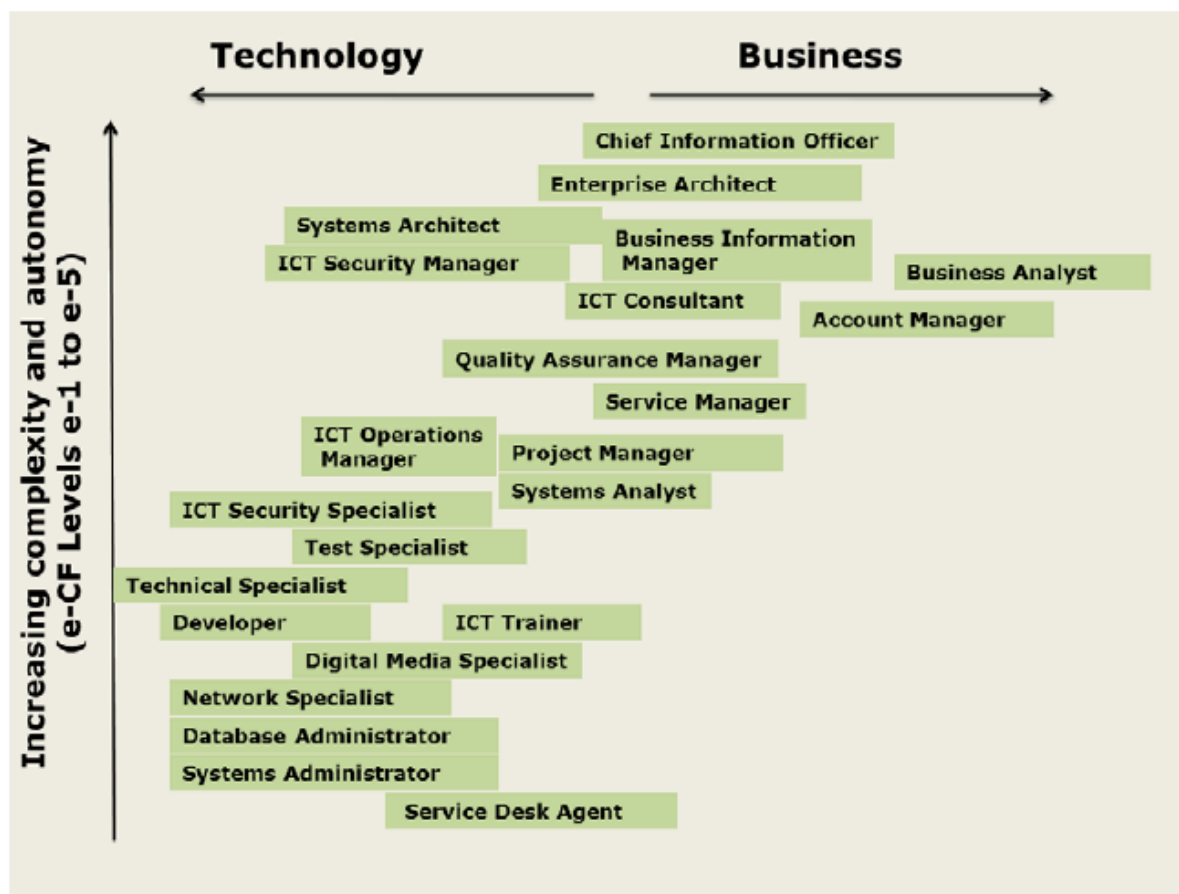 Technology
Business
Increasing complexity and autonomy
(e-CF Levels e-1 to e-5)
Chief Information Officer
Enterprise Architect
Systems Architect
Business Information
Manager
ICT Security Manager
Business Analyst
ICT Consultant
Account Manager
Quality Assurance Manager
Service Manager
ICT Operations
Manager
Project Manager
Systems Analyst
ICT Security Specialist
Test Specialist
Technical Specialist
Developer
ICT Trainer
Digital Media Specialist
Network Specialist
Database Administrator
Systems Administrator
Service Desk Agent